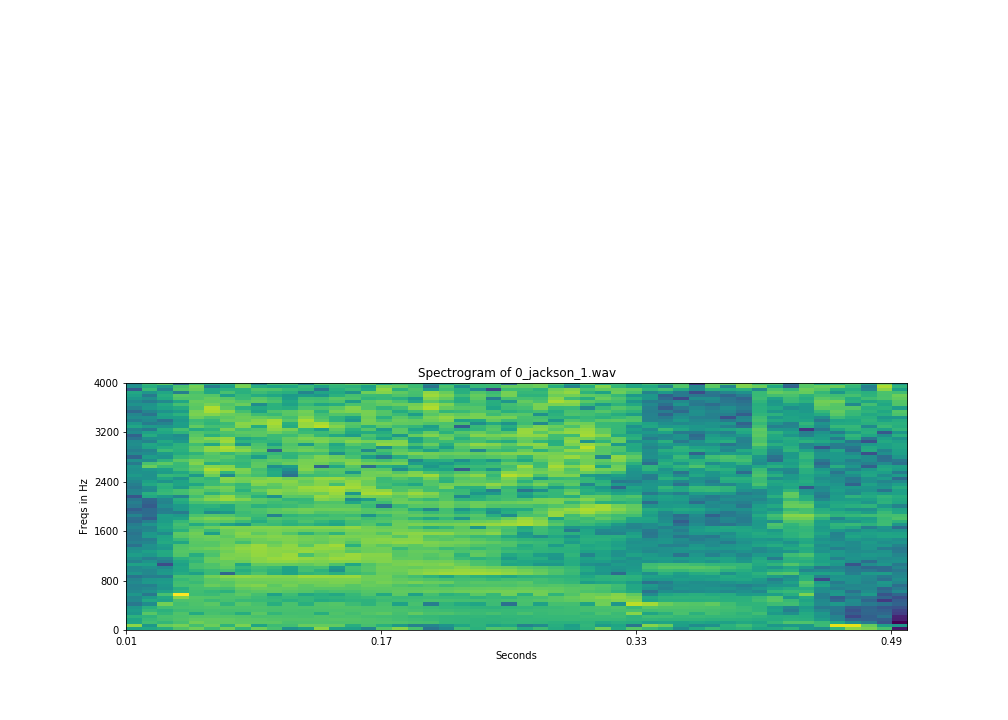 Spectrogram of 0_jackson_1.wav
4000
3200
2400
1600
800
0
Freqs in Hz
0.01 0.17 0.33 0.49
Seconds